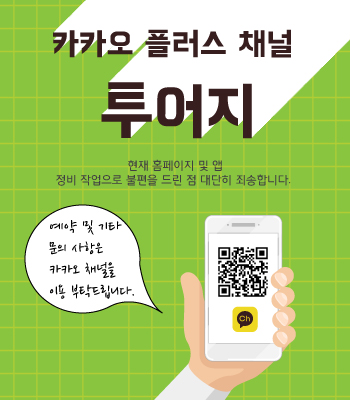 카카오 플러스 채널
투어지
현재 홈페이지 및 앱
정비 작업으로 불편을 드린 점 대단히 죄송합니다.
예약 및 기타
문의 사항은
카카오 채널을
이용 부탁드립니다.
Ch